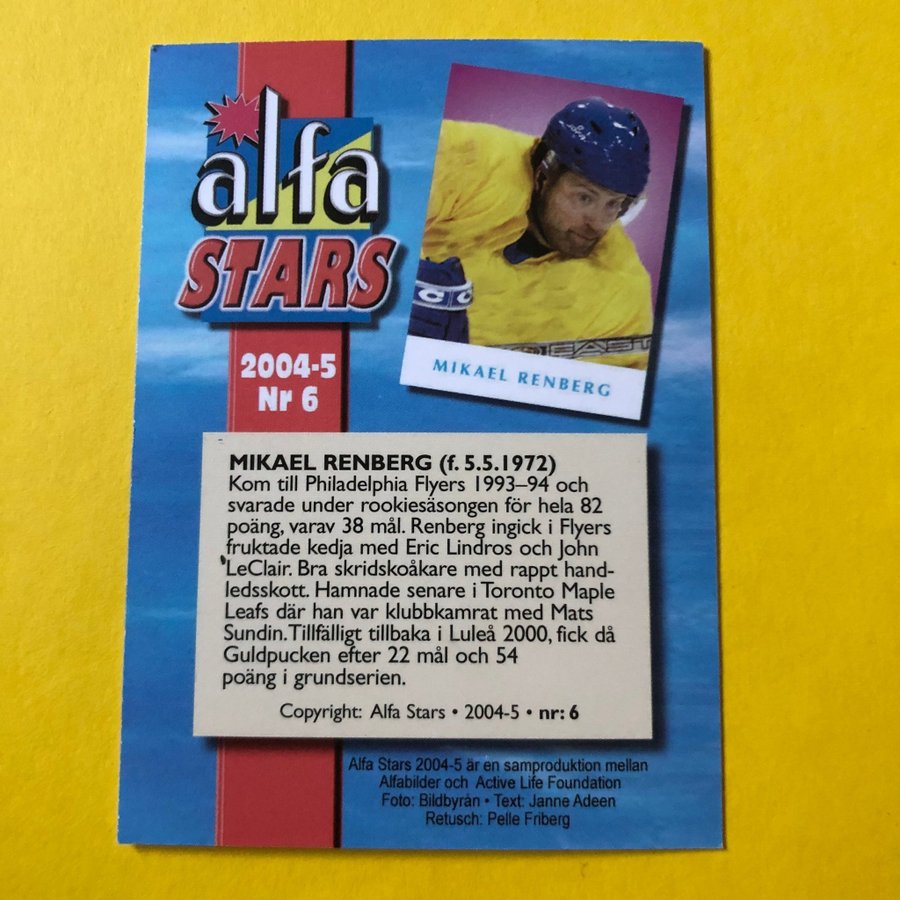 alfa
STARS
2004-5
Nr 6
CC
EAST
MIKAEL RENBERG
MIKAEL RENBERG (f. 5.5.1972)
Kom till Philadelphia Flyers 1993–94 och
svarade under rookiesäsongen för hela 82
poäng, varav 38 mål. Renberg ingick i Flyers
fruktade kedja med Eric Lindros och John
LeClair. Bra skridskoåkare med rappt hand-
ledsskott. Hamnade senare i Toronto Maple
Leafs där han var klubbkamrat med Mats
Sundin. Tillfälligt tillbaka i Luleå 2000, fick då
Guldpucken efter 22 mål och 54
poäng i grundserien.
Copyright: Alfa Stars • 2004-5 • nr: 6
Alfa Stars 2004-5 är en samproduktion mellan
Alfabilder och Active Life Foundation
Foto: Bildbyrån • Text: Janne Adeen
Retusch: Pelle Friberg